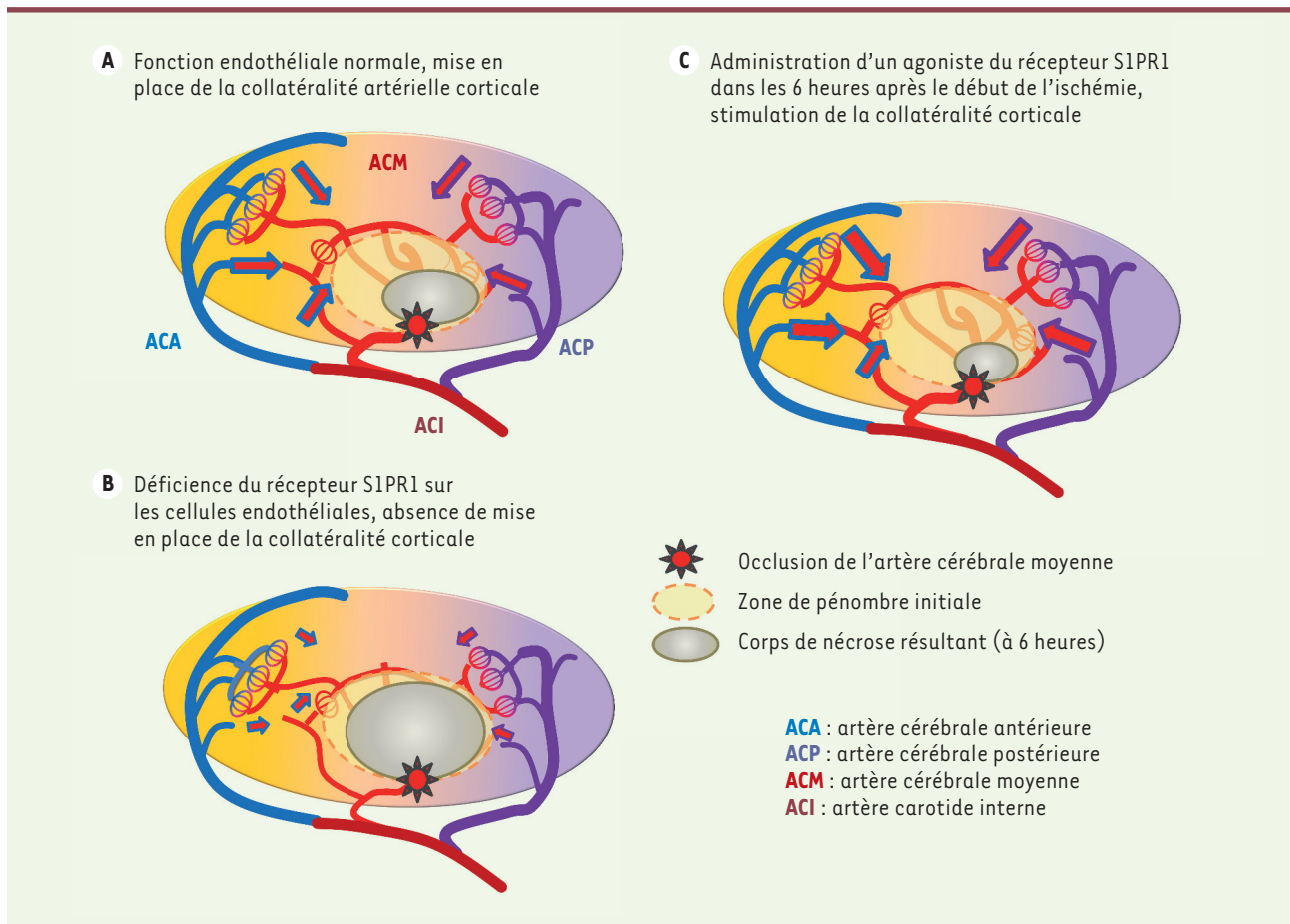 A Fonction endothéliale normale, mise en
place de la collatéralité artérielle corticale
ACM
ACA
ACP
ACI
B Déficience du récepteur S1PR1 sur
les cellules endothéliales, absence de mise
en place de la collatéralité corticale
C Administration d'un agoniste du récepteur S1PR1
dans les 6 heures après le début de l'ischémie,
stimulation de la collatéralité corticale
Occlusion de l'artère cérébrale moyenne
Zone de pénombre initiale
Corps de nécrose résultant (à 6 heures)
ACA : artère cérébrale antérieure
ACP : artère cérébrale postérieure
ACM : artère cérébrale moyenne
ACI : artère carotide interne